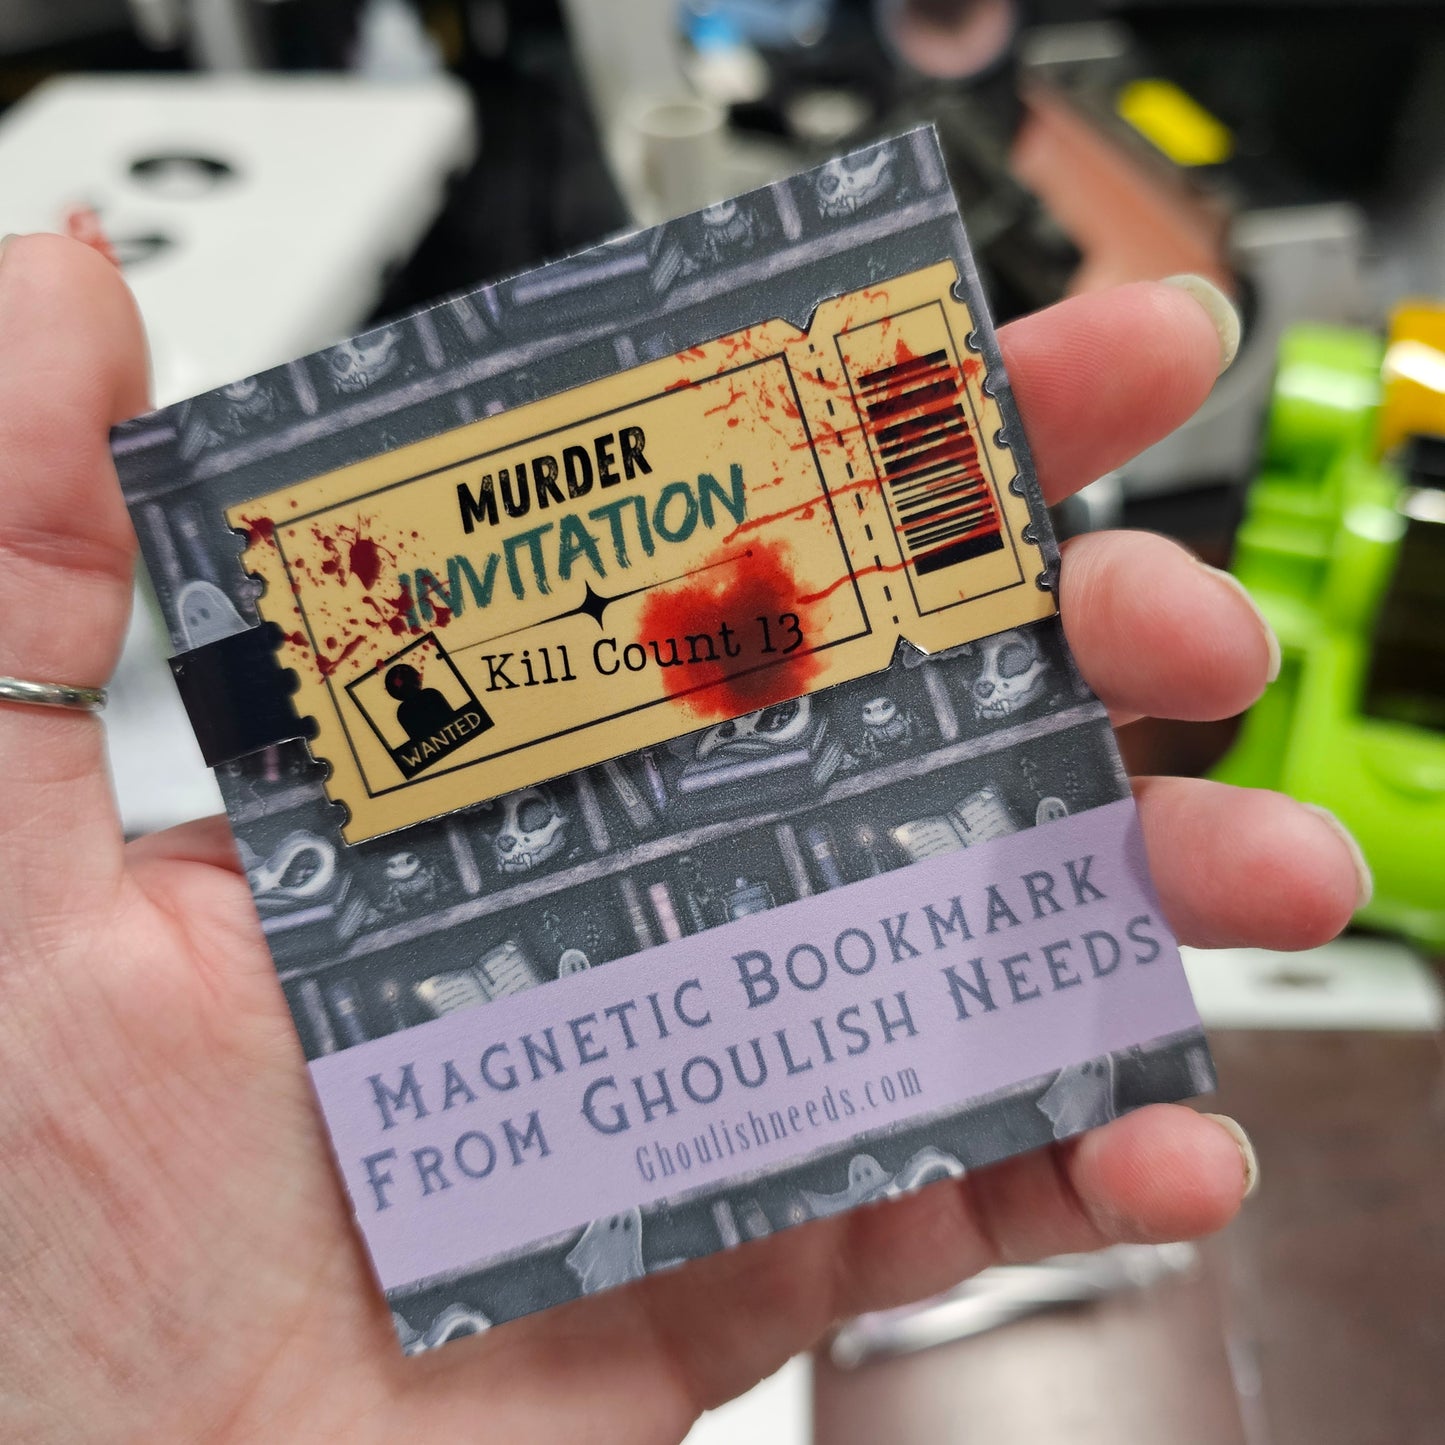 MURDER
INVITATION
Kill Count 13
WANTED
MAGNETIC BOOKMARK
FROM GHOULISH NEEDS
Ghoulishneeds.com